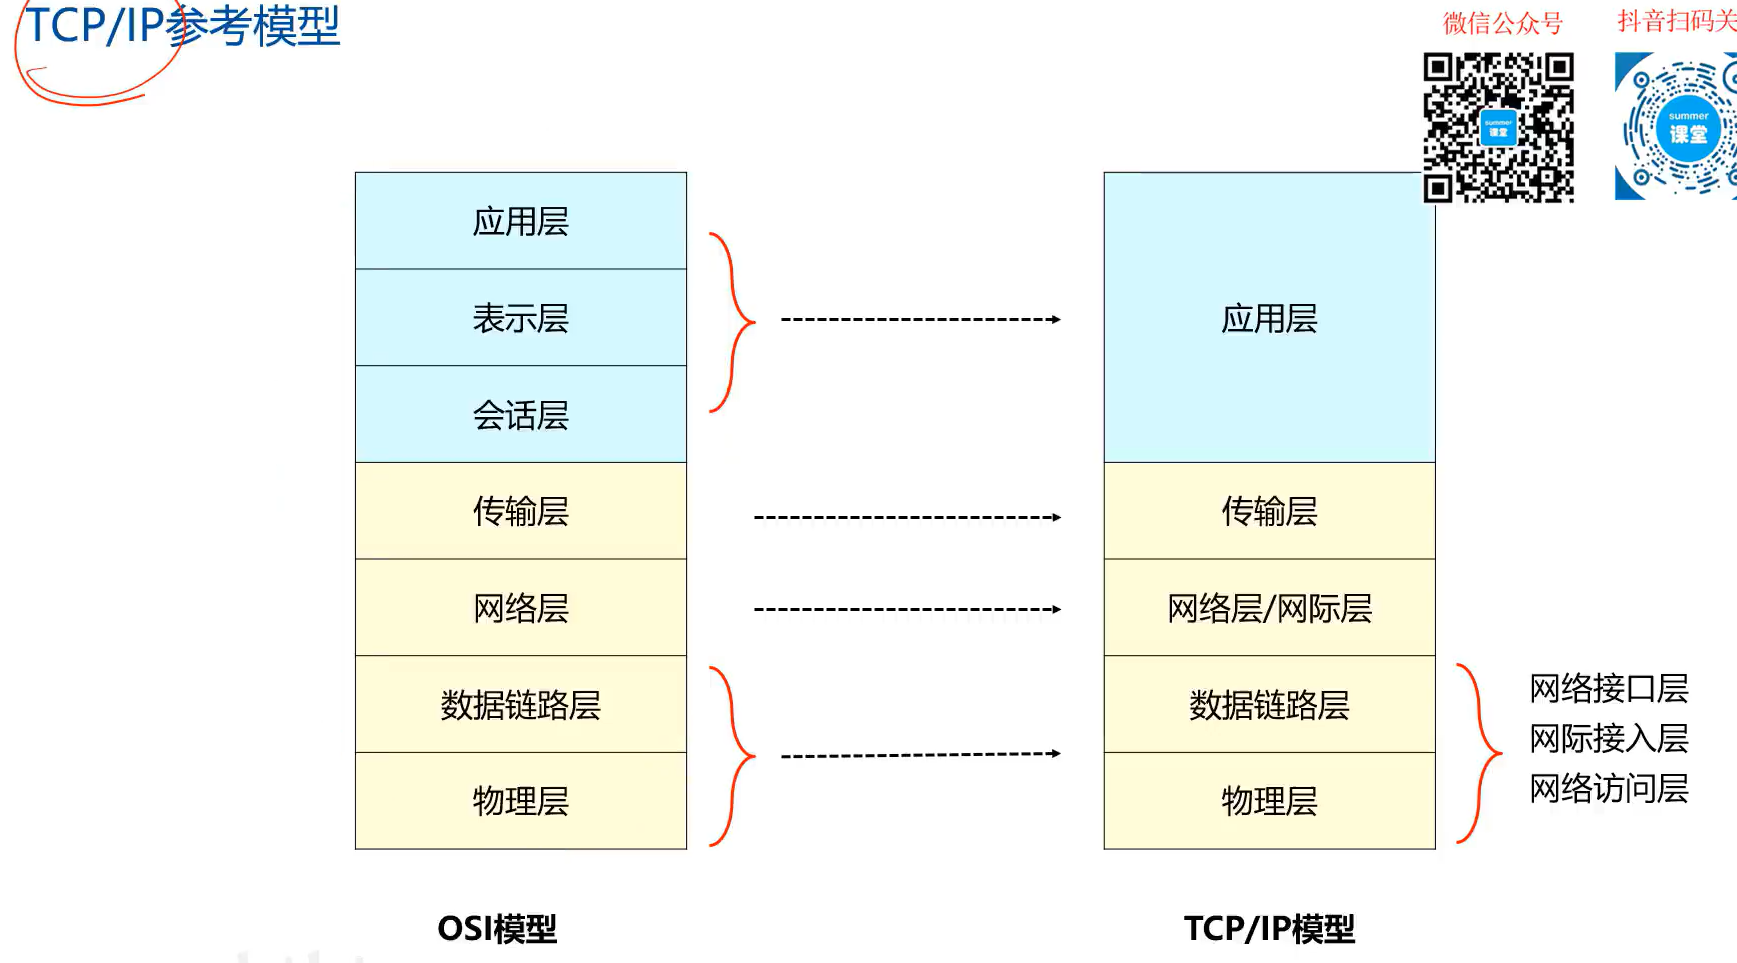 TCP/IP参考模型
微信公众号
抖音扫码关
summer
课堂
summer
课堂
应用层
表示层
会话层
传输层
网络层
数据链路层
物理层
OSI模型
应用层
传输层
网络层/网际层
数据链路层
物理层
TCP/IP模型
网络接口层
网际接入层
网络访问层